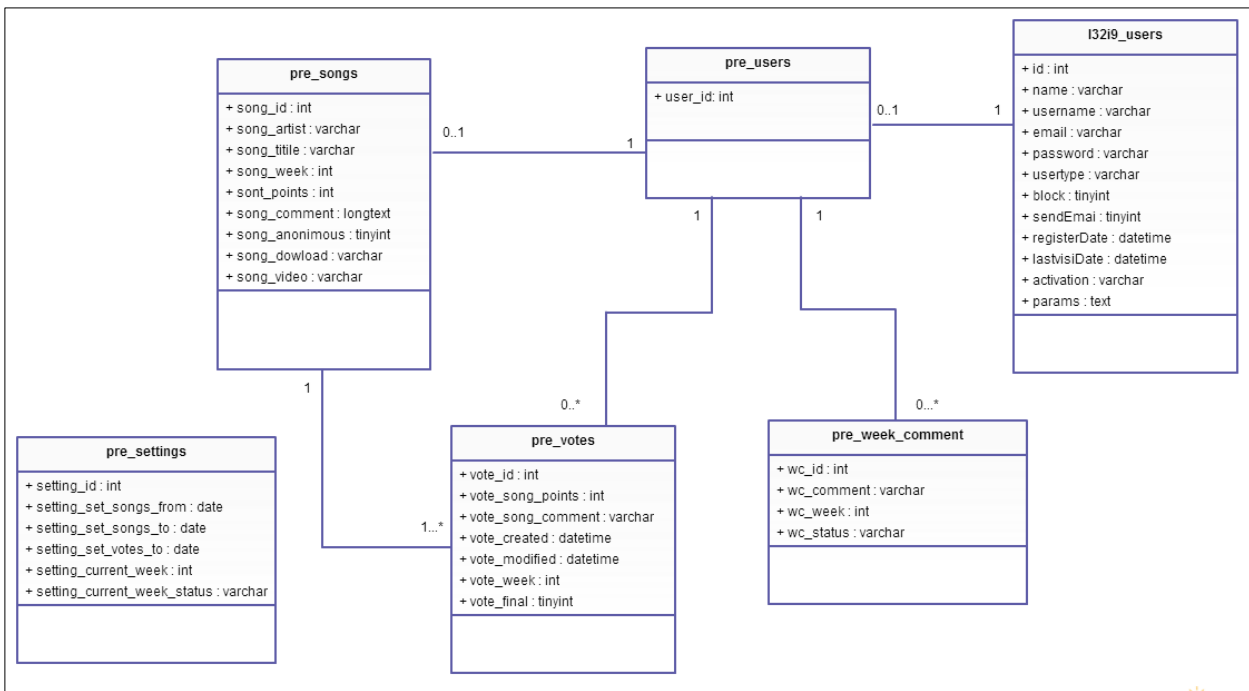 pre_songs
+ song_id : int
+ song_artist : varchar
+ song_titile : varchar
+ song_week : int
+ sont_points : int
+ song_comment : longtext
+ song_anonimous : tinyint
+ song_dowload : varchar
+ song_video : varchar
0..1
1
pre_users
+ user_id: int
0..1
1
l32i9_users
+ id : int
+ name : varchar
+ username : varchar
+ email : varchar
+ password : varchar
+ usertype : varchar
+ block : tinyint
+ sendEmai : tinyint
+ registerDate : datetime
+ lastvisiDate : datetime
+ activation : varchar
+ params : text
1
1
1
0..*
0...*
1...*
pre_settings
+ setting_id : int
+ setting_set_songs_from : date
+ setting_set_songs_to : date
+ setting_set_votes_to : date
+ setting_current_week : int
+ setting_current_week_status : varchar
pre_votes
+ vote_id : int
+ vote_song_points : int
+ vote_song_comment : varchar
+ vote_created : datetime
+ vote_modified : datetime
+ vote_week : int
+ vote_final : tinyint
pre_week_comment
+ wc_id : int
+ wc_comment : varchar
+ wc_week : int
+ wc_status : varchar